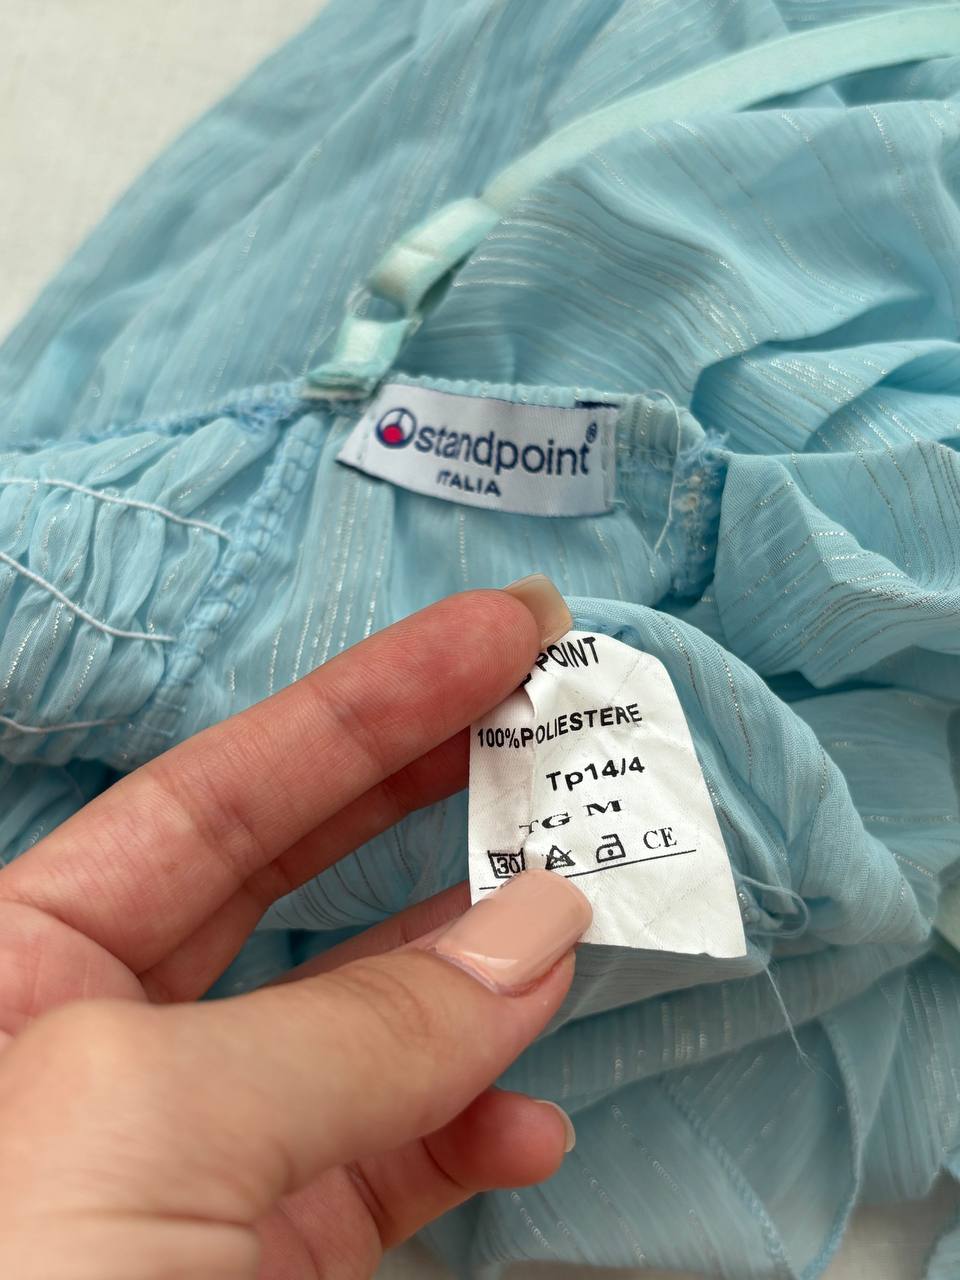 standpoint®
ITALIA
POINT
100%POLIESTERE
Tp14/4
TG M
30 CE